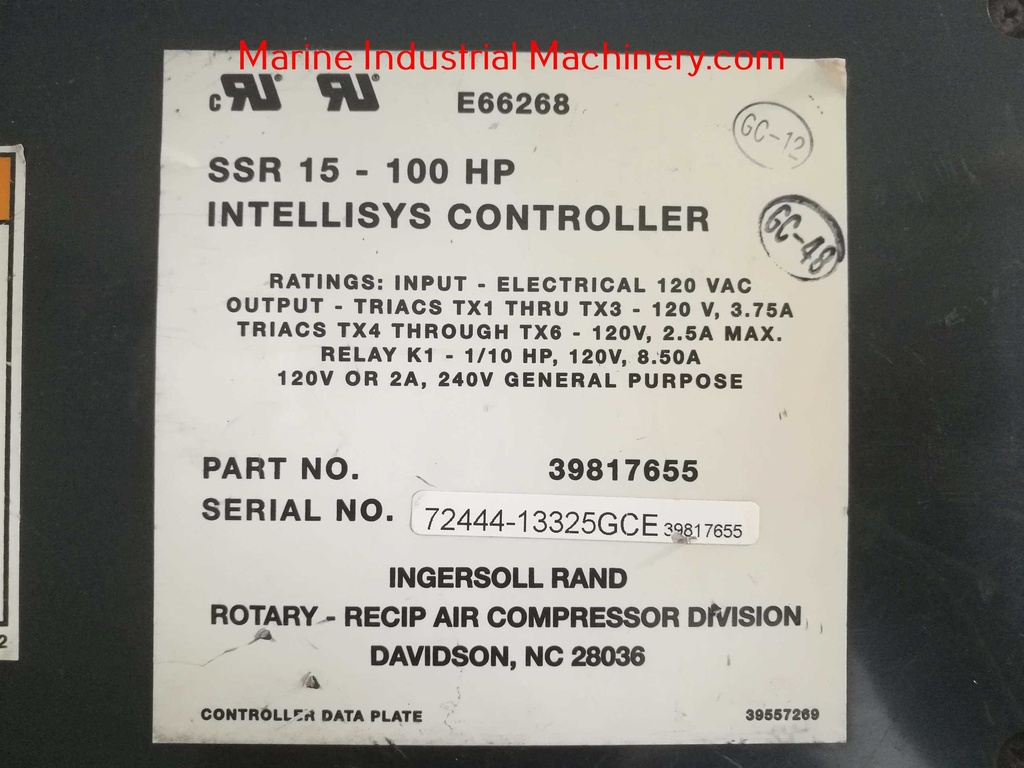 Marine Industrial Machinery.com
c RU® RU® E66268
GC-12
SSR 15 - 100 HP
INTELLISYS CONTROLLER
GC-48
RATINGS: INPUT - ELECTRICAL 120 VAC
OUTPUT - TRIACS TX1 THRU TX3 - 120 V, 3.75A
TRIACS TX4 THROUGH TX6 - 120V, 2.5A MAX.
RELAY K1 - 1/10 HP, 120V, 8.50A
120V OR 2A, 240V GENERAL PURPOSE
PART NO. 39817655
SERIAL NO. 72444-13325GCE 39817655
INGERSOLL RAND
ROTARY - RECIP AIR COMPRESSOR DIVISION
DAVIDSON, NC 28036
CONTROLLER DATA PLATE 39557269
2